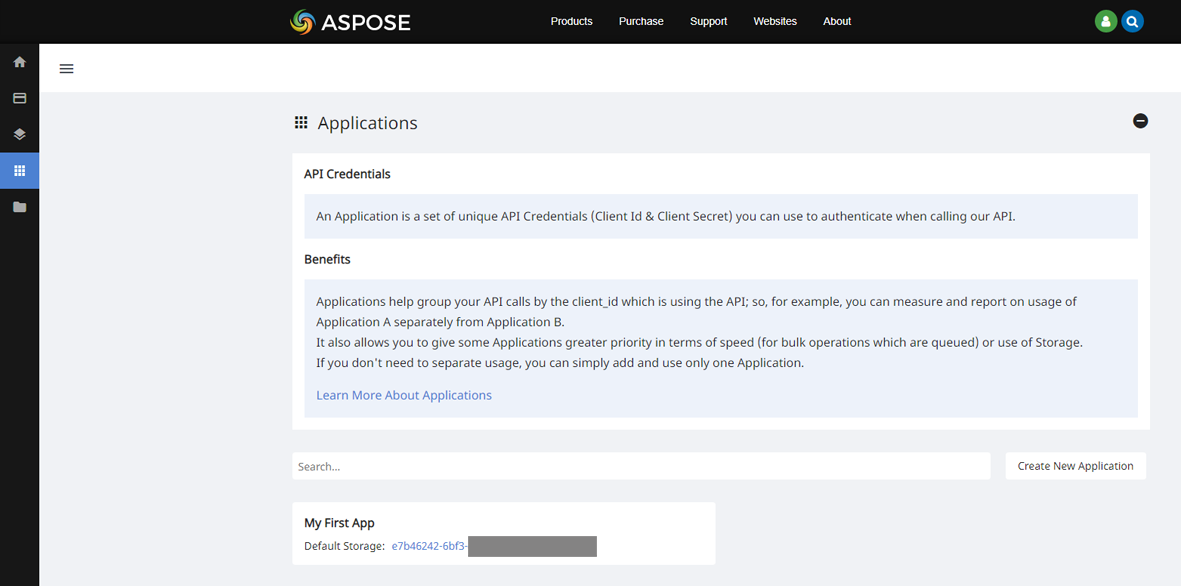 ASPOSE
Products Purchase Support Websites About
Applications
API Credentials
An Application is a set of unique API Credentials (Client Id & Client Secret) you can use to authenticate when calling our API.
Benefits
Applications help group your API calls by the client_id which is using the API; so, for example, you can measure and report on usage of
Application A separately from Application B.
It also allows you to give some Applications greater priority in terms of speed (for bulk operations which are queued) or use of Storage.
If you don't need to separate usage, you can simply add and use only one Application.
Learn More About Applications
Search...
Create New Application
My First App
Default Storage: e7b46242-6bf3-